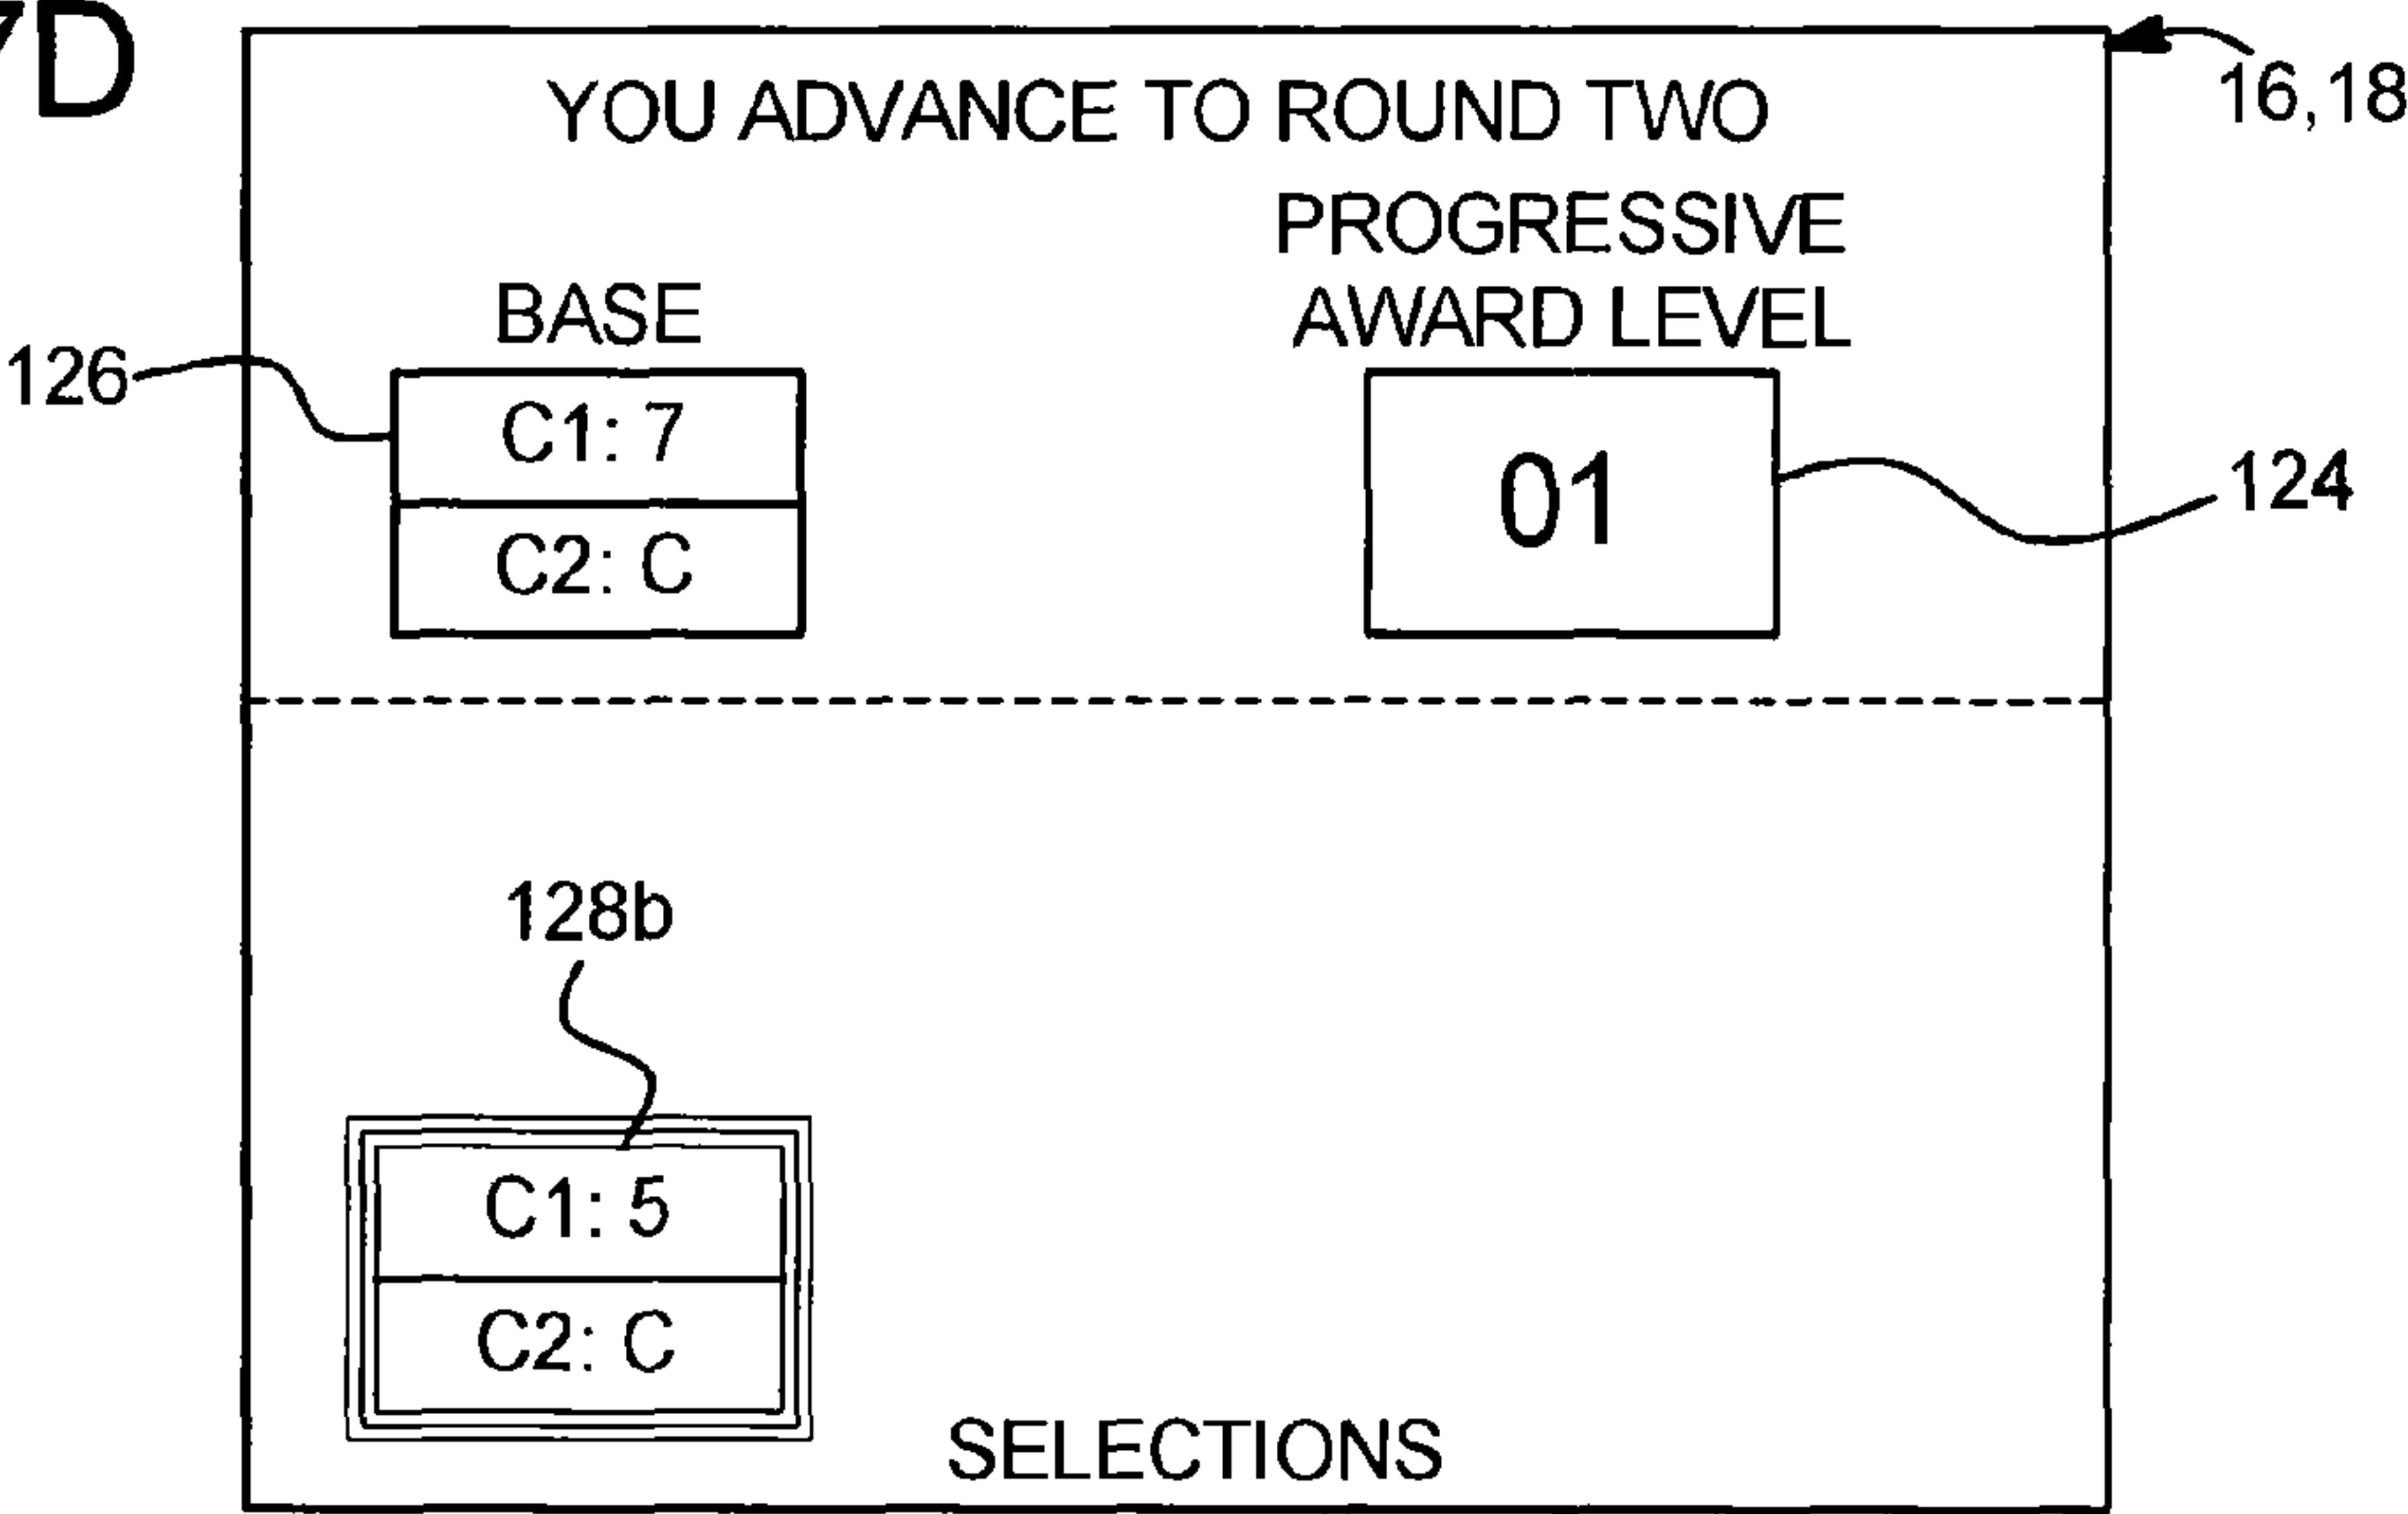 7D
16,18
YOU ADVANCE TO ROUND TWO
PROGRESSIVE
AWARD LEVEL
BASE
126
C1: 7
C2: C
01
124
128b
C1: 5
C2: C
SELECTIONS